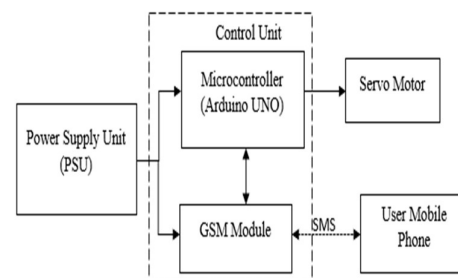 Control Unit
Microcontroller
(Arduino UNO)
Servo Motor
Power Supply Unit
(PSU)
GSM Module
SMS
User Mobile
Phone